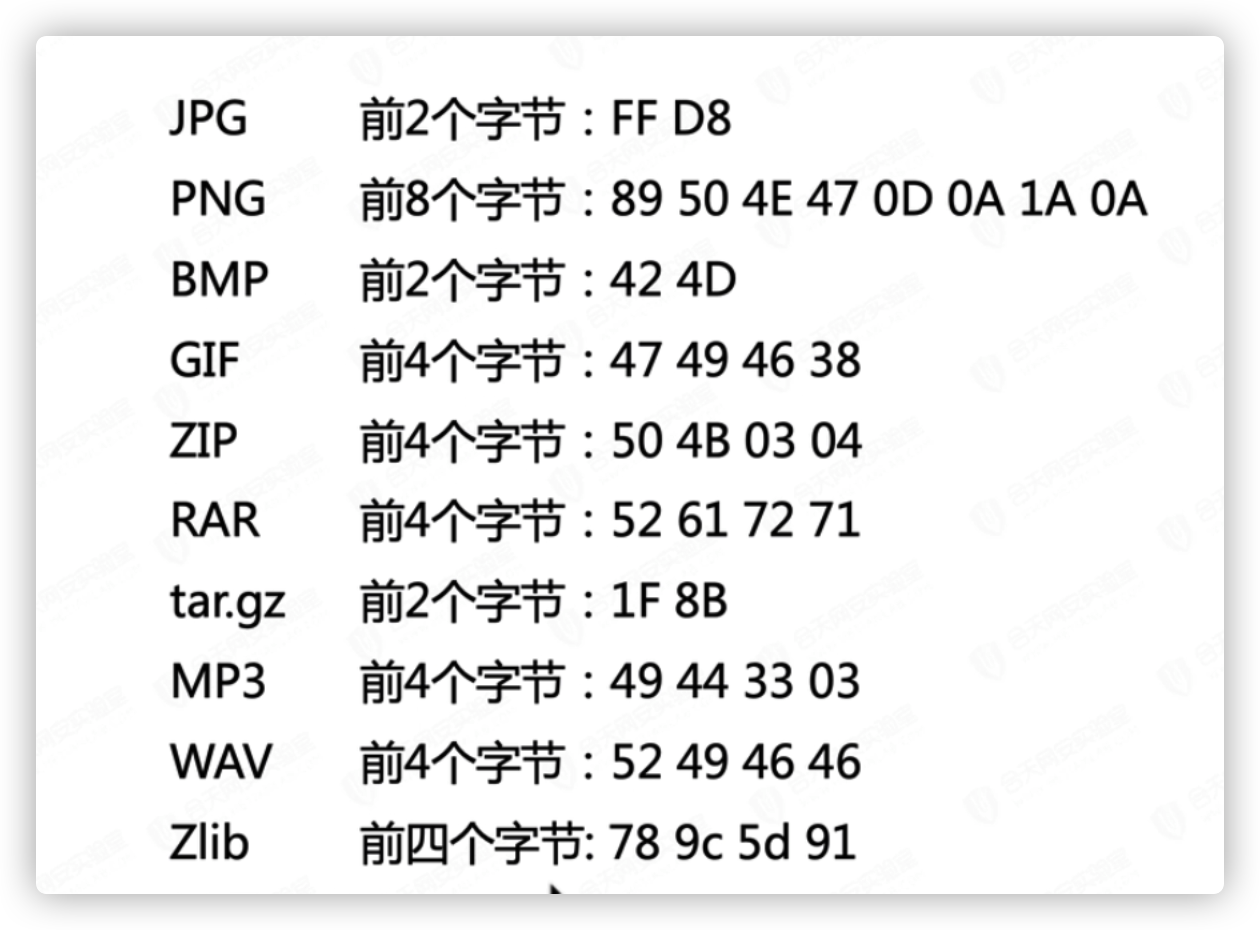 JPG 前2个字节：FF D8
PNG 前8个字节：89 50 4E 47 0D 0A 1A 0A
BMP 前2个字节：42 4D
GIF 前4个字节：47 49 46 38
ZIP 前4个字节：50 4B 03 04
RAR 前4个字节：52 61 72 71
tar.gz 前2个字节：1F 8B
MP3 前4个字节：49 44 33 03
WAV 前4个字节：52 49 46 46
Zlib 前四个字节: 78 9c 5d 91